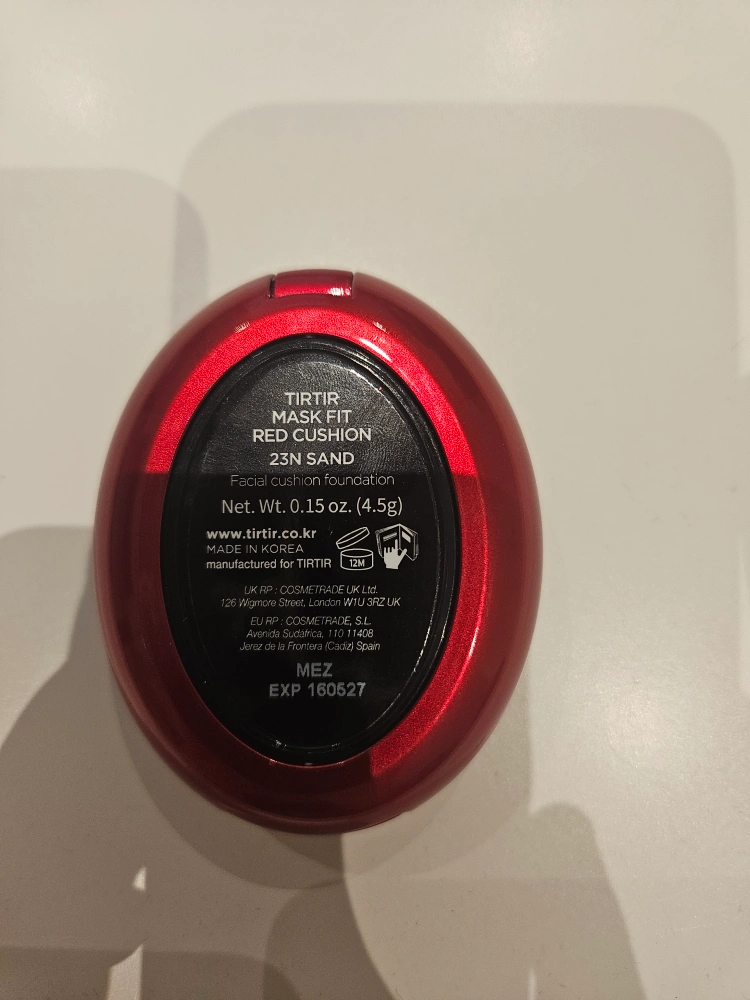 TIRTIR
MASK FIT
RED CUSHION
23N SAND
Facial cushion foundation
Net. Wt. 0.15 oz. (4.5g)
www.tirtir.co.kr
MADE IN KOREA
manufactured for TIRTIR
12M
UK RP : COSMETRADE UK Ltd.
126 Wigmore Street, London W1U 3RZ UK
EU RP : COSMETRADE, S.L.
Avenida Sudafrica, 110 11408
Jerez de la Frontera (Cadiz) Spain
MEZ
EXP 160527